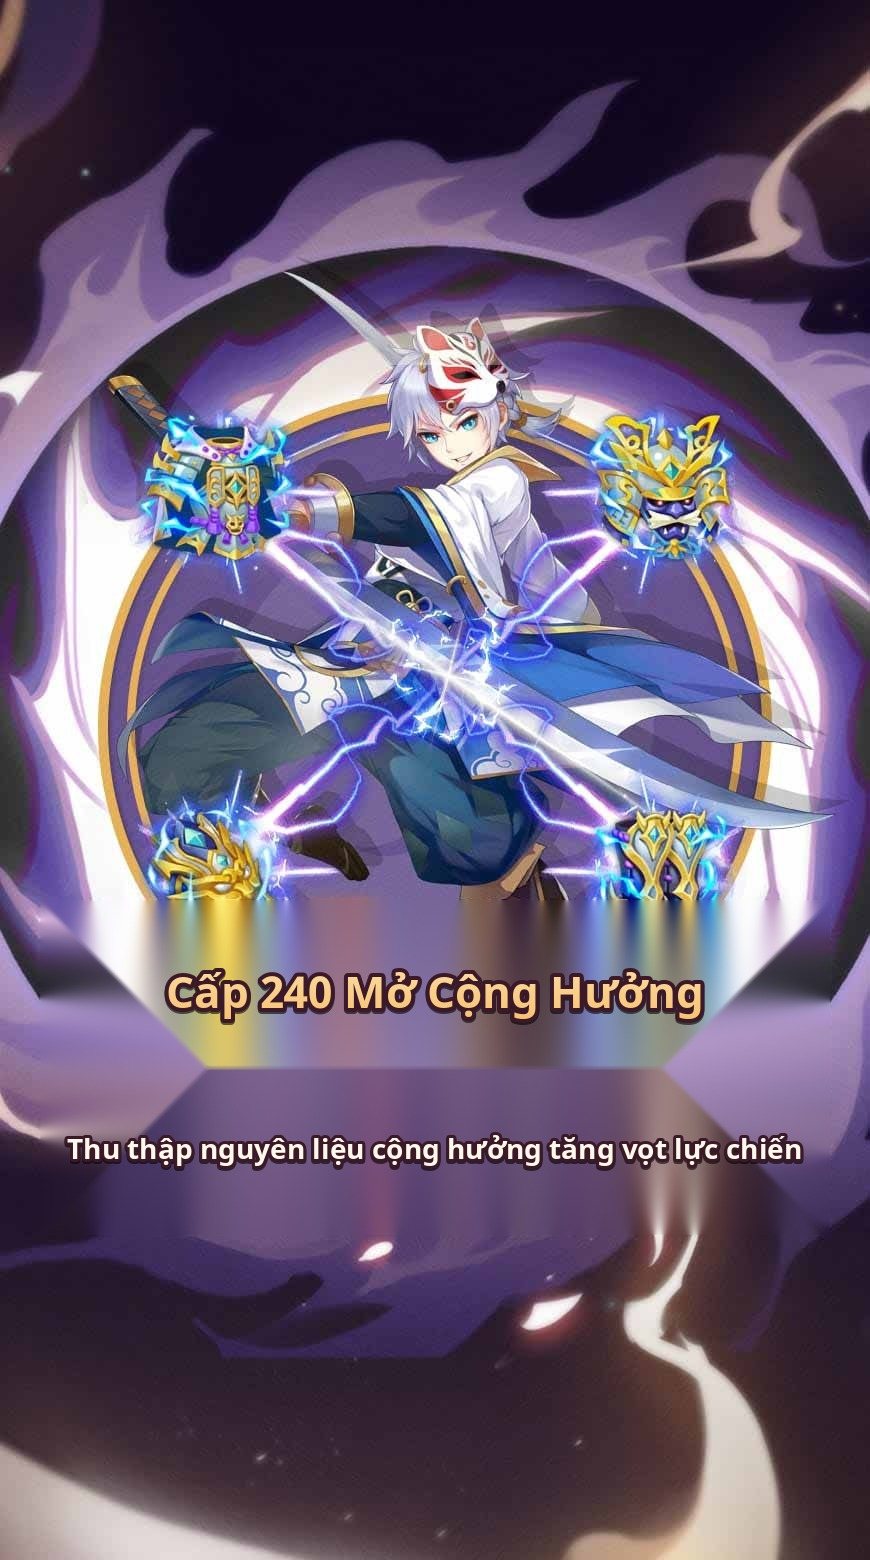 Cấp 240 Mở Cộng Hưởng
Thu thập nguyên liệu cộng hưởng tăng vọt lực chiến